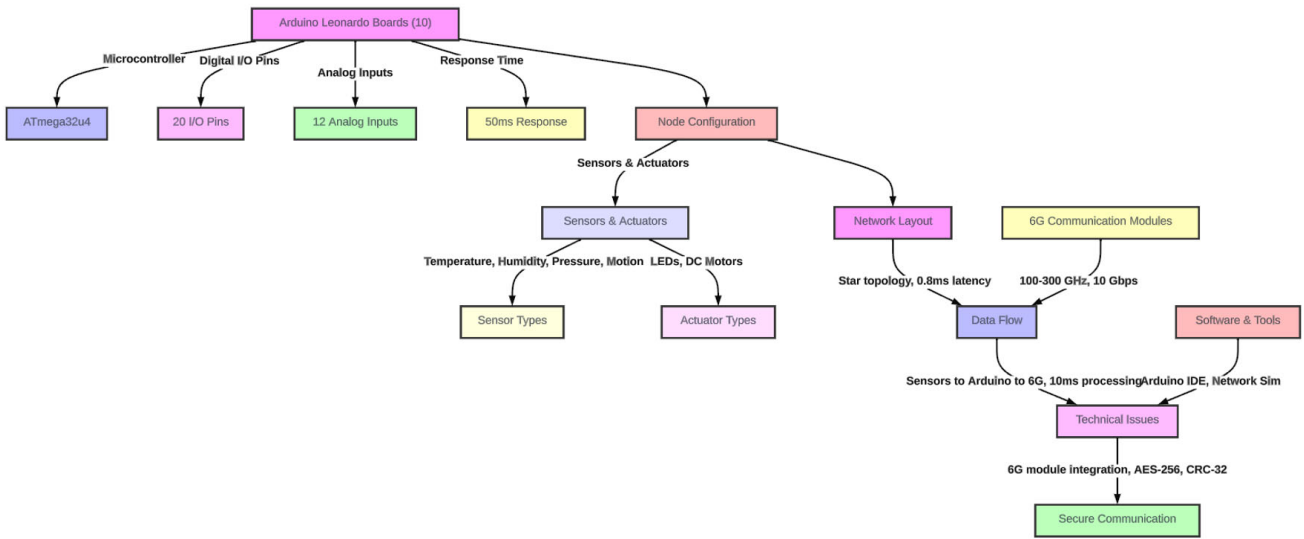 Arduino Leonardo Boards (10)
Microcontroller
Digital I/O Pins
Analog Inputs
Response Time
ATmega32u4
20 I/O Pins
12 Analog Inputs
50ms Response
Node Configuration
Sensors & Actuators
Sensors & Actuators
Network Layout
6G Communication Modules
Temperature, Humidity, Pressure, Motion
LEDs, DC Motors
Star topology, 0.8ms latency
100-300 GHz, 10 Gbps
Sensor Types
Actuator Types
Data Flow
Software & Tools
Sensors to Arduino to 6G, 10ms processing
Arduino IDE, Network Sim
Technical Issues
6G module integration, AES-256, CRC-32
Secure Communication